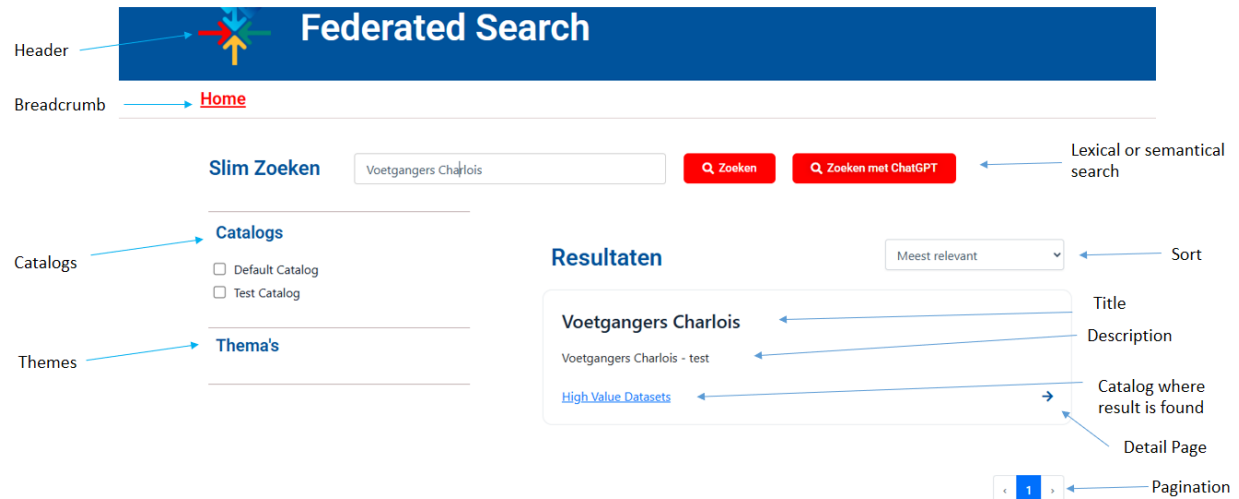 Federated Search
Header
Breadcrumb
Home
Slim Zoeken
Voetgangers Charlois
Zoeken
Zoeken met ChatGPT
Lexical or semantical
search
Catalogs
Catalogs
Default Catalog
Test Catalog
Resultaten
Meest relevant
Sort
Voetgangers Charlois
Title
Themes
Thema's
Voetgangers Charlois - test
Description
High Value Datasets
Catalog where
result is found
Detail Page
‹ 1 ›
Pagination